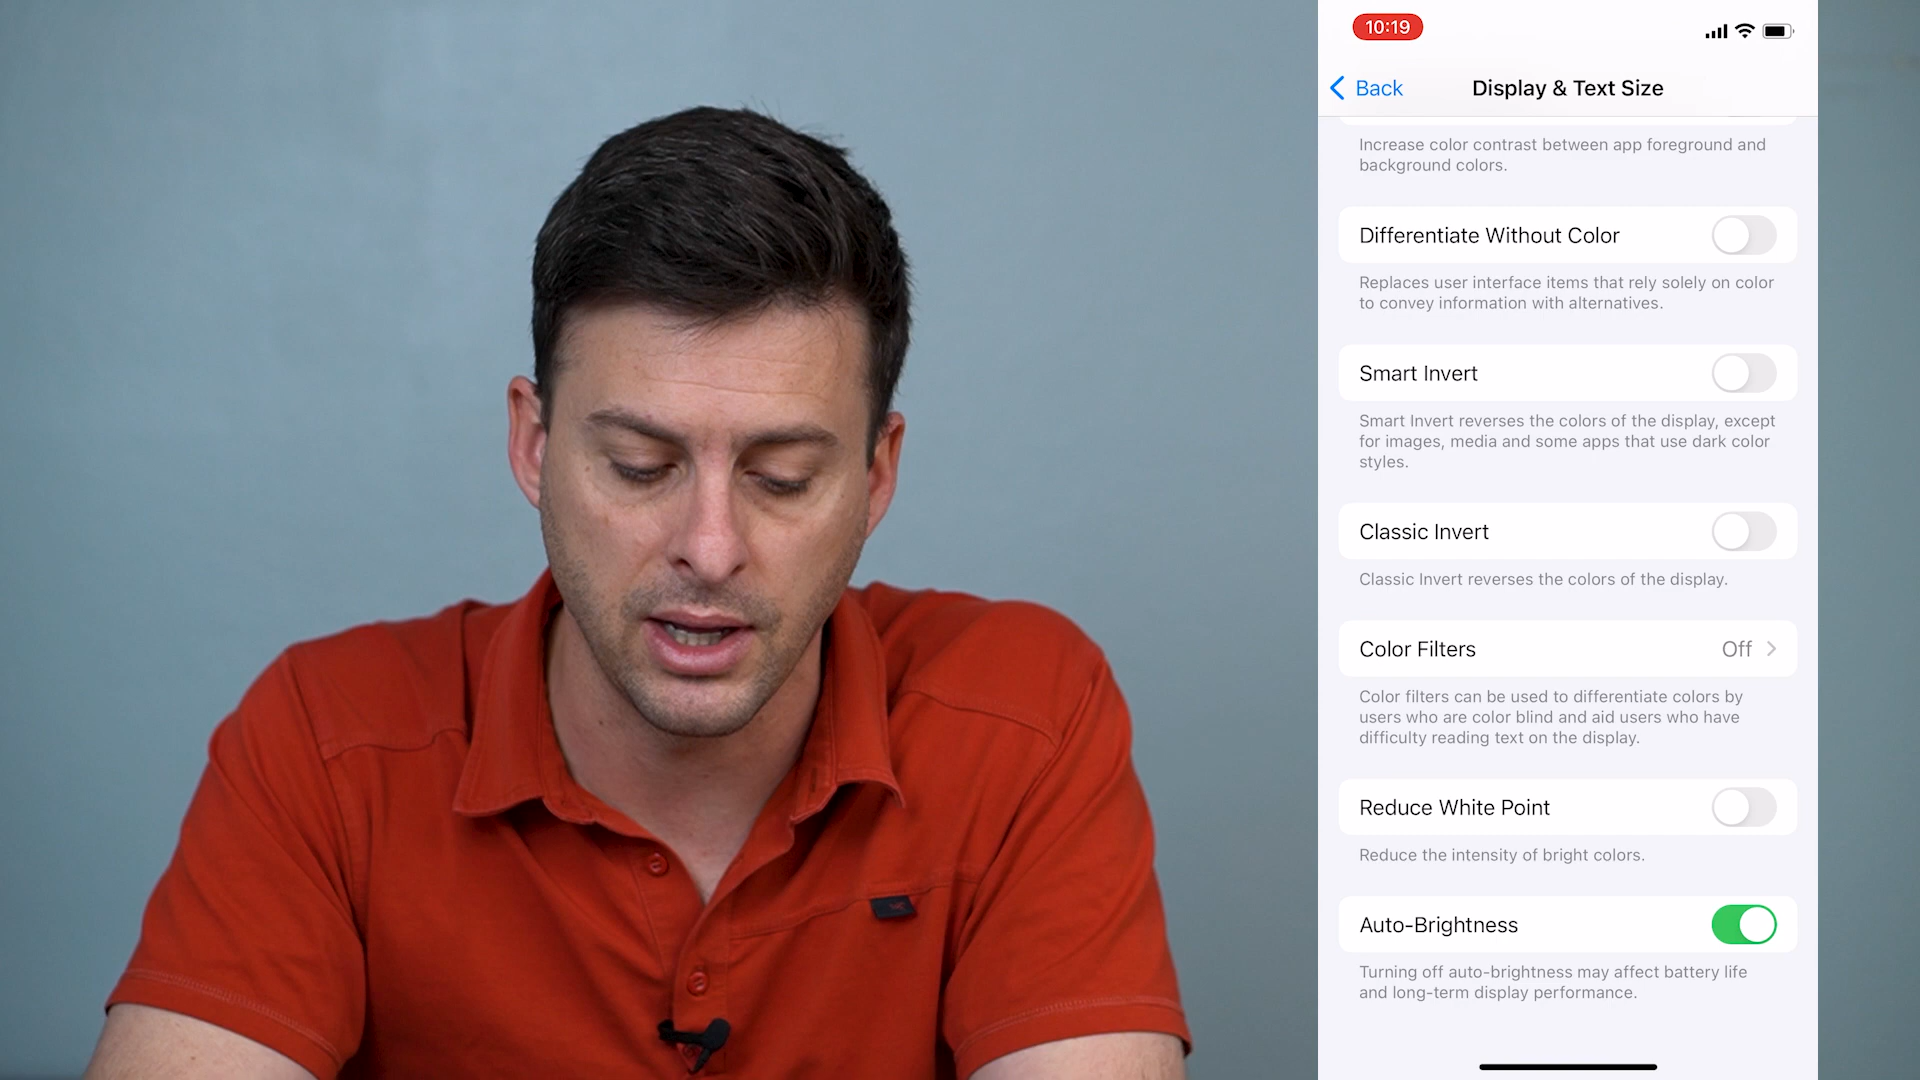 10:19
Back
Display & Text Size
Increase color contrast between app foreground and
background colors.
Differentiate Without Color
Replaces user interface items that rely solely on color
to convey information with alternatives.
Smart Invert
Smart Invert reverses the colors of the display, except
for images, media and some apps that use dark color
styles.
Classic Invert
Classic Invert reverses the colors of the display.
Color Filters Off
Color filters can be used to differentiate colors by
users who are color blind and aid users who have
difficulty reading text on the display.
Reduce White Point
Reduce the intensity of bright colors.
Auto-Brightness
Turning off auto-brightness may affect battery life
and long-term display performance.